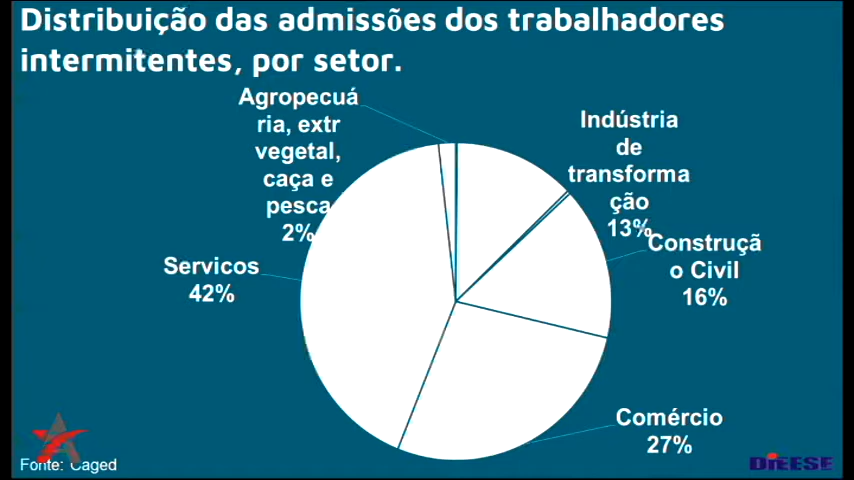 Distribuição das admissões dos trabalhadores
intermitentes, por setor.
Agropecuá
ria, extr
vegetal,
caça e
pesca
2%
Indústria
de
transforma
ção
13%
Construçã
o Civil
16%
Servicos
42%
Comércio
27%
Fonte: Caged
DIEESE